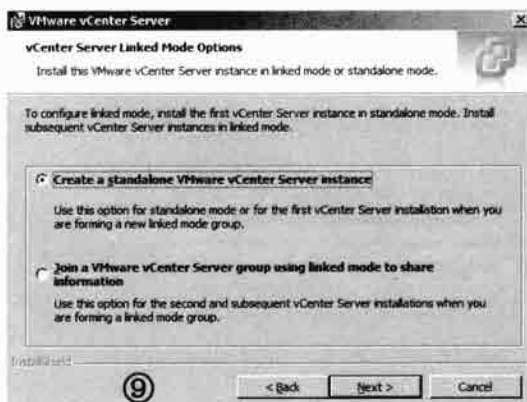 VMware vCenter Server
vCenter Server Linked Mode Options
Install this VMware vCenter Server instance in linked mode or standalone mode.
To configure linked mode, install the first vCenter Server instance in standalone mode. Install
subsequent vCenter Server instances in linked mode.
Create a standalone VMware vCenter Server instance
Use this option for standalone mode or for the first vCenter Server installation when you
are forming a new linked mode group.
Join a VMware vCenter Server group using linked mode to share
information
Use this option for the second and subsequent vCenter Server installations when you
are forming a linked mode group.
InstallShield
⑨
< Back
Next >
Cancel